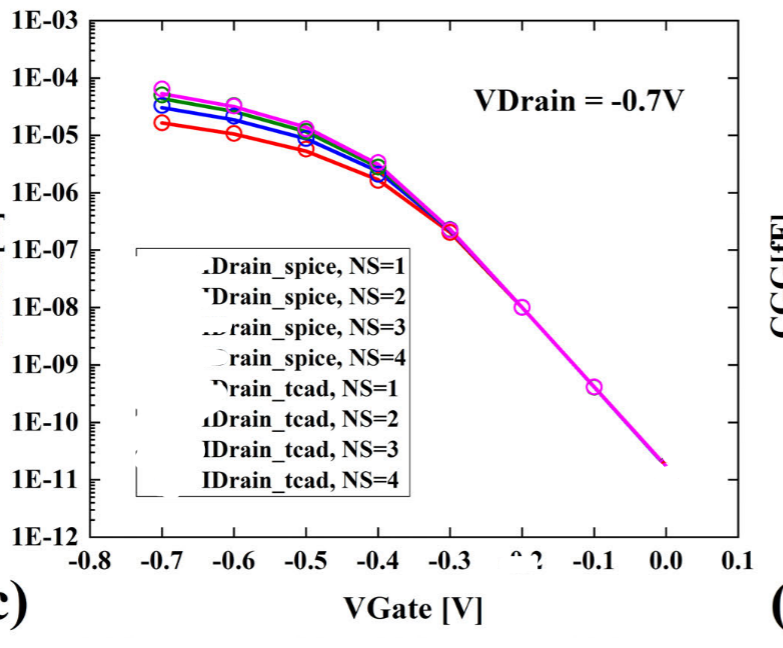 1E-03
1E-04
1E-05
1E-06
1E-07
1E-08
1E-09
1E-10
1E-11
1E-12
VDrain = -0.7V
Drain_spice, NS=1
Drain_spice, NS=2
rain_spice, NS=3
rain_spice, NS=4
Drain_tcad, NS=1
IDrain_tcad, NS=2
IDrain_tcad, NS=3
IDrain_tcad, NS=4
-0.8 -0.7 -0.6 -0.5 -0.4 -0.3 -0.1 0.0 0.1
VGate [V]
c)
(